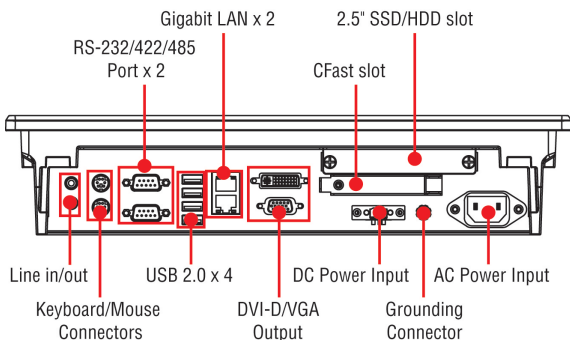 Gigabit LAN x 2
2.5" SSD/HDD slot
RS-232/422/485
Port x 2
CFast slot
Line in/out
USB 2.0 x 4
DC Power Input
AC Power Input
Keyboard/Mouse
Connectors
DVI-D/VGA
Output
Grounding
Connector